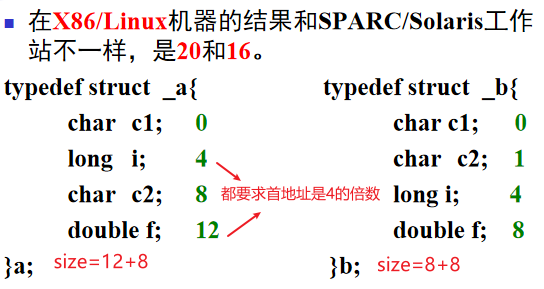 在X86/Linux机器的结果和SPARC/Solaris工作
站不一样，是20和16。
typedef struct _a{
char c1; 0
long i; 4
char c2; 8
double f; 12
}a; size=12+8
都要求首地址是4的倍数
typedef struct _b{
char c1; 0
char c2; 1
long i; 4
double f; 8
}b; size=8+8